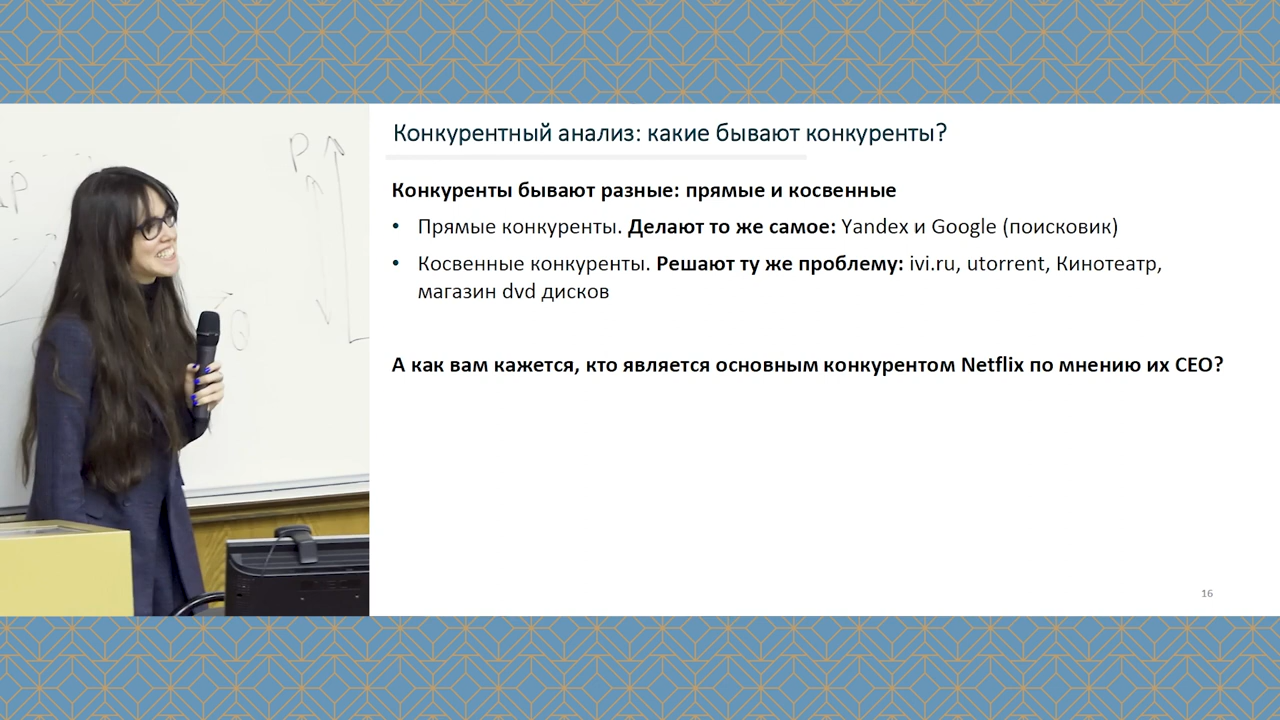 Конкурентный анализ: какие бывают конкуренты?
Конкуренты бывают разные: прямые и косвенные
• Прямые конкуренты. Делают то же самое: Yandex и Google (поисковик)
• Косвенные конкуренты. Решают ту же проблему: ivi.ru, utorrent, Кинотеатр,
магазин dvd дисков
А как вам кажется, кто является основным конкурентом Netflix по мнению их CEO?
16
P
P
Q